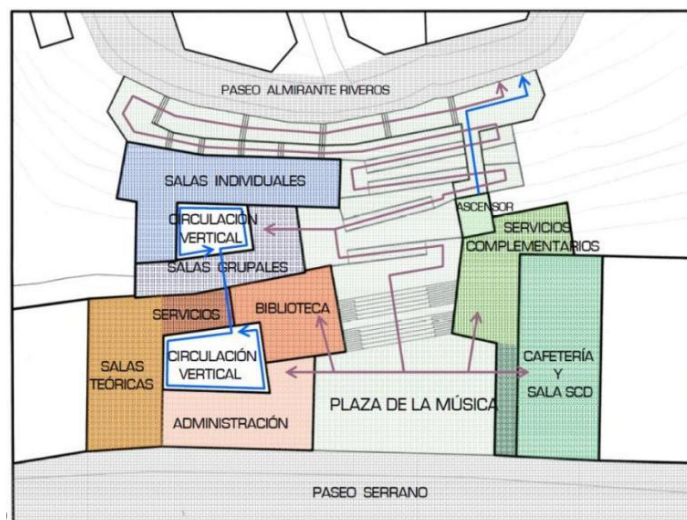 PASEO ALMIRANTE RIVEROS
SALAS INDIVIDUALES
ASCENSOR
CIRCULACIÓN
VERTICAL
SERVICIOS
COMPLEMENTARIOS
SALAS GRUPALES
BIBLIOTECA
SERVICIOS
SALAS
TEÓRICAS
CIRCULACIÓN
VERTICAL
CAFETERÍA
Y
SALA SCD
PLAZA DE LA MÚSICA
ADMINISTRACIÓN
PASEO SERRANO